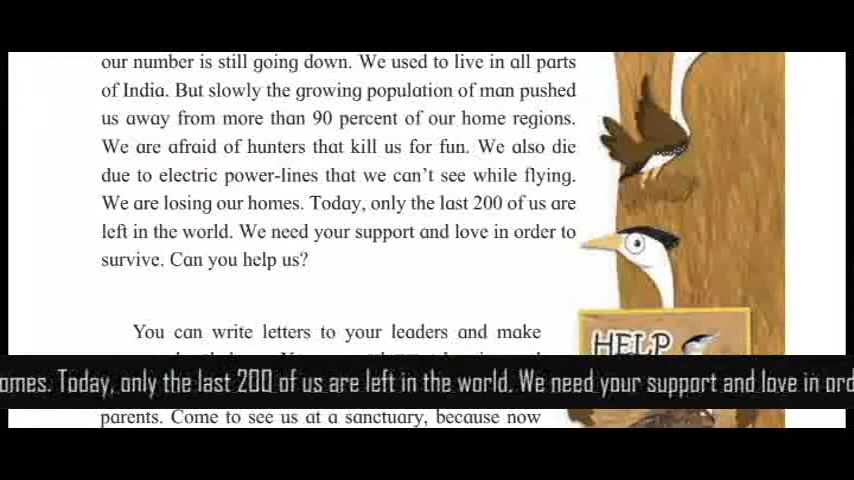 our number is still going down. We used to live in all parts
of India. But slowly the growing population of man pushed
us away from more than 90 percent of our home regions.
We are afraid of hunters that kill us for fun. We also die
due to electric power-lines that we can't see while flying.
We are losing our homes. Today, only the last 200 of us are
left in the world. We need your support and love in order to
survive. Can you help us?
You can write letters to your leaders and make
HELP
omes. Today, only the last 200 of us are left in the world. We need your support and love in ord
parents. Come to see us at a sanctuary, because now